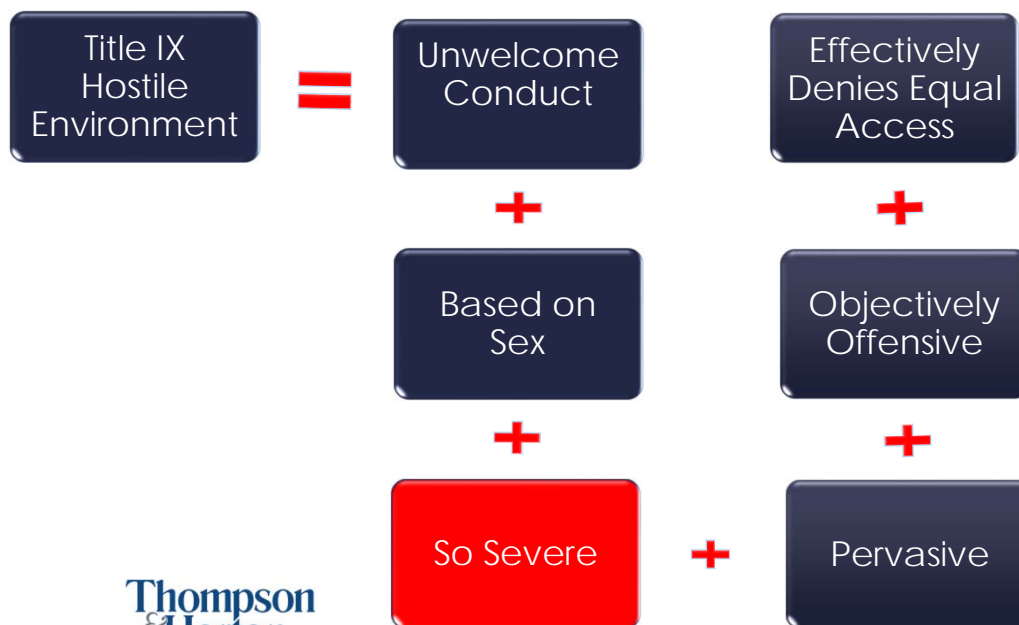 Title IX
Hostile
Environment
=
Unwelcome
Conduct
+
Based on
Sex
+
So Severe
+
Pervasive
+
Objectively
Offensive
+
Effectively
Denies Equal
Access
Thompson
& Horton